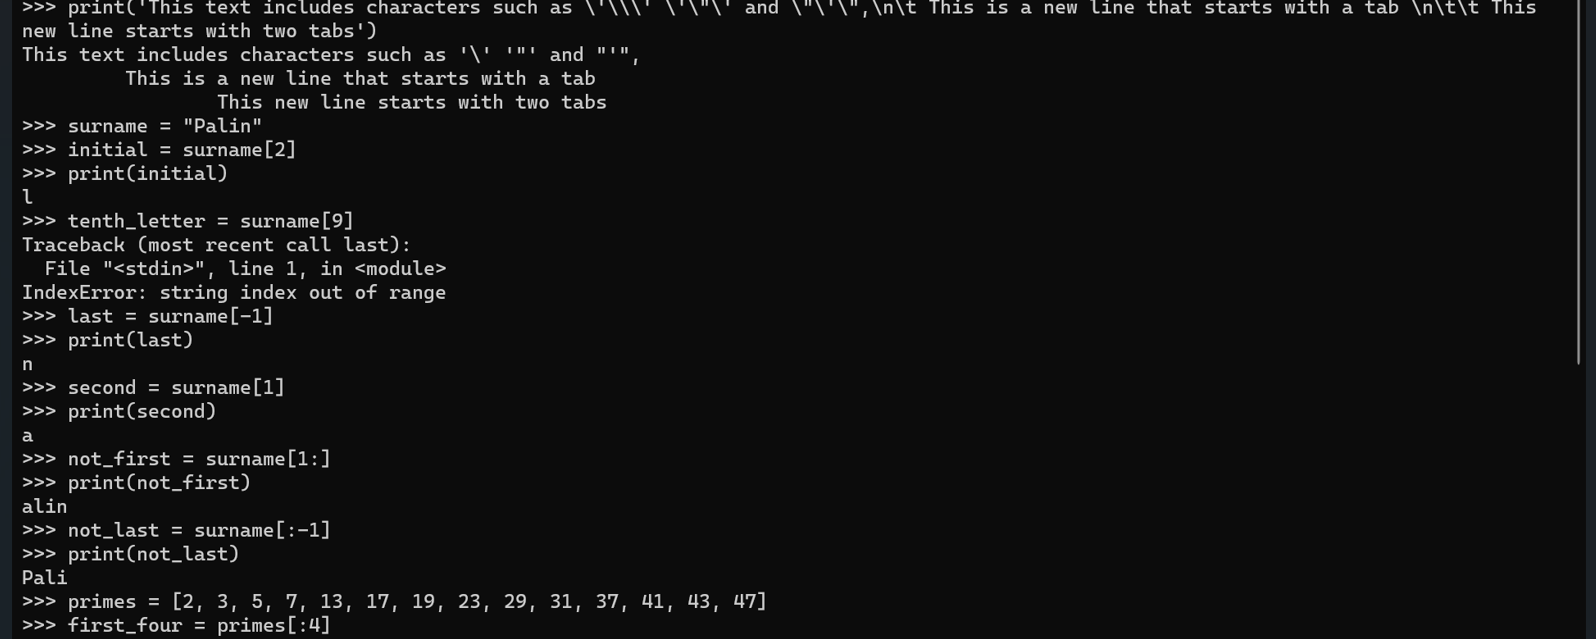 >>> print('This text includes characters such as \'\\\' \'\"\' and \"\'\",\n\t This is a new line that starts with a tab \n\t\t This
new line starts with two tabs')
This text includes characters such as '\' '"' and "'",
         This is a new line that starts with a tab
                 This new line starts with two tabs
>>> surname = "Palin"
>>> initial = surname[2]
>>> print(initial)
l
>>> tenth_letter = surname[9]
Traceback (most recent call last):
  File "<stdin>", line 1, in <module>
IndexError: string index out of range
>>> last = surname[-1]
>>> print(last)
n
>>> second = surname[1]
>>> print(second)
a
>>> not_first = surname[1:]
>>> print(not_first)
alin
>>> not_last = surname[:-1]
>>> print(not_last)
Pali
>>> primes = [2, 3, 5, 7, 13, 17, 19, 23, 29, 31, 37, 41, 43, 47]
>>> first_four = primes[:4]